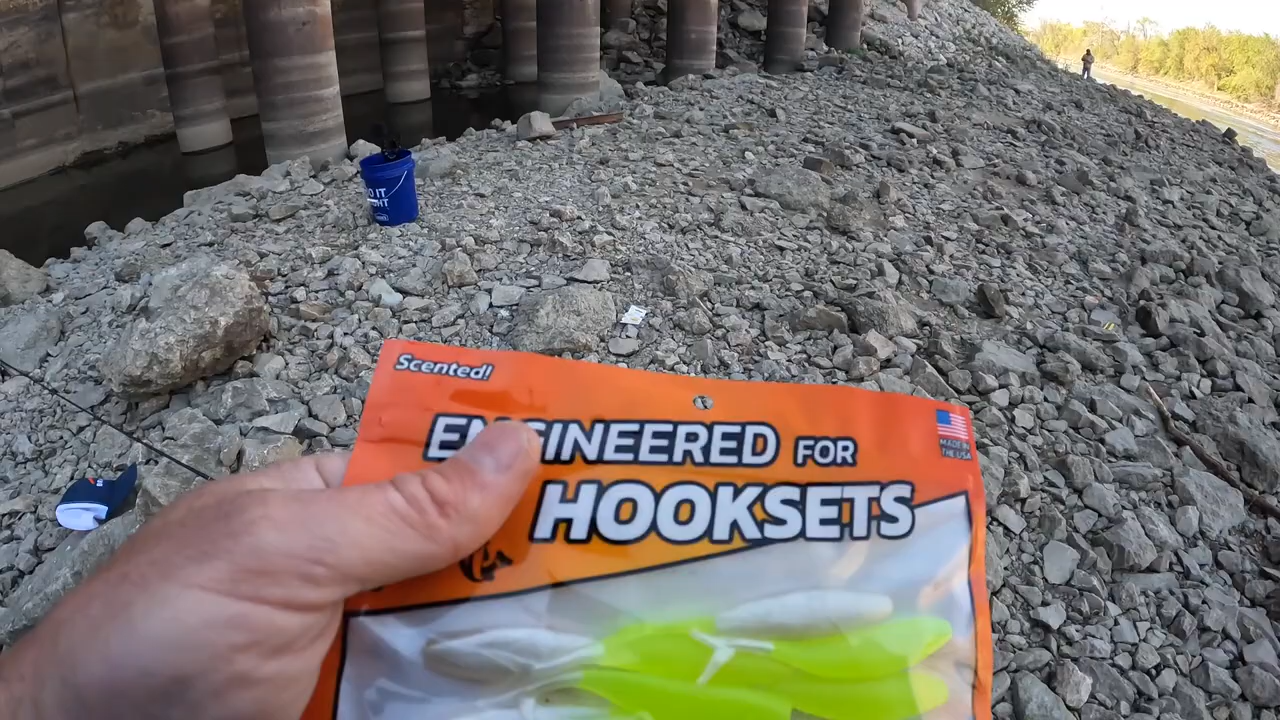 Scented!
ENGINEERED FOR
HOOKSETS
MADE IN
THE USA